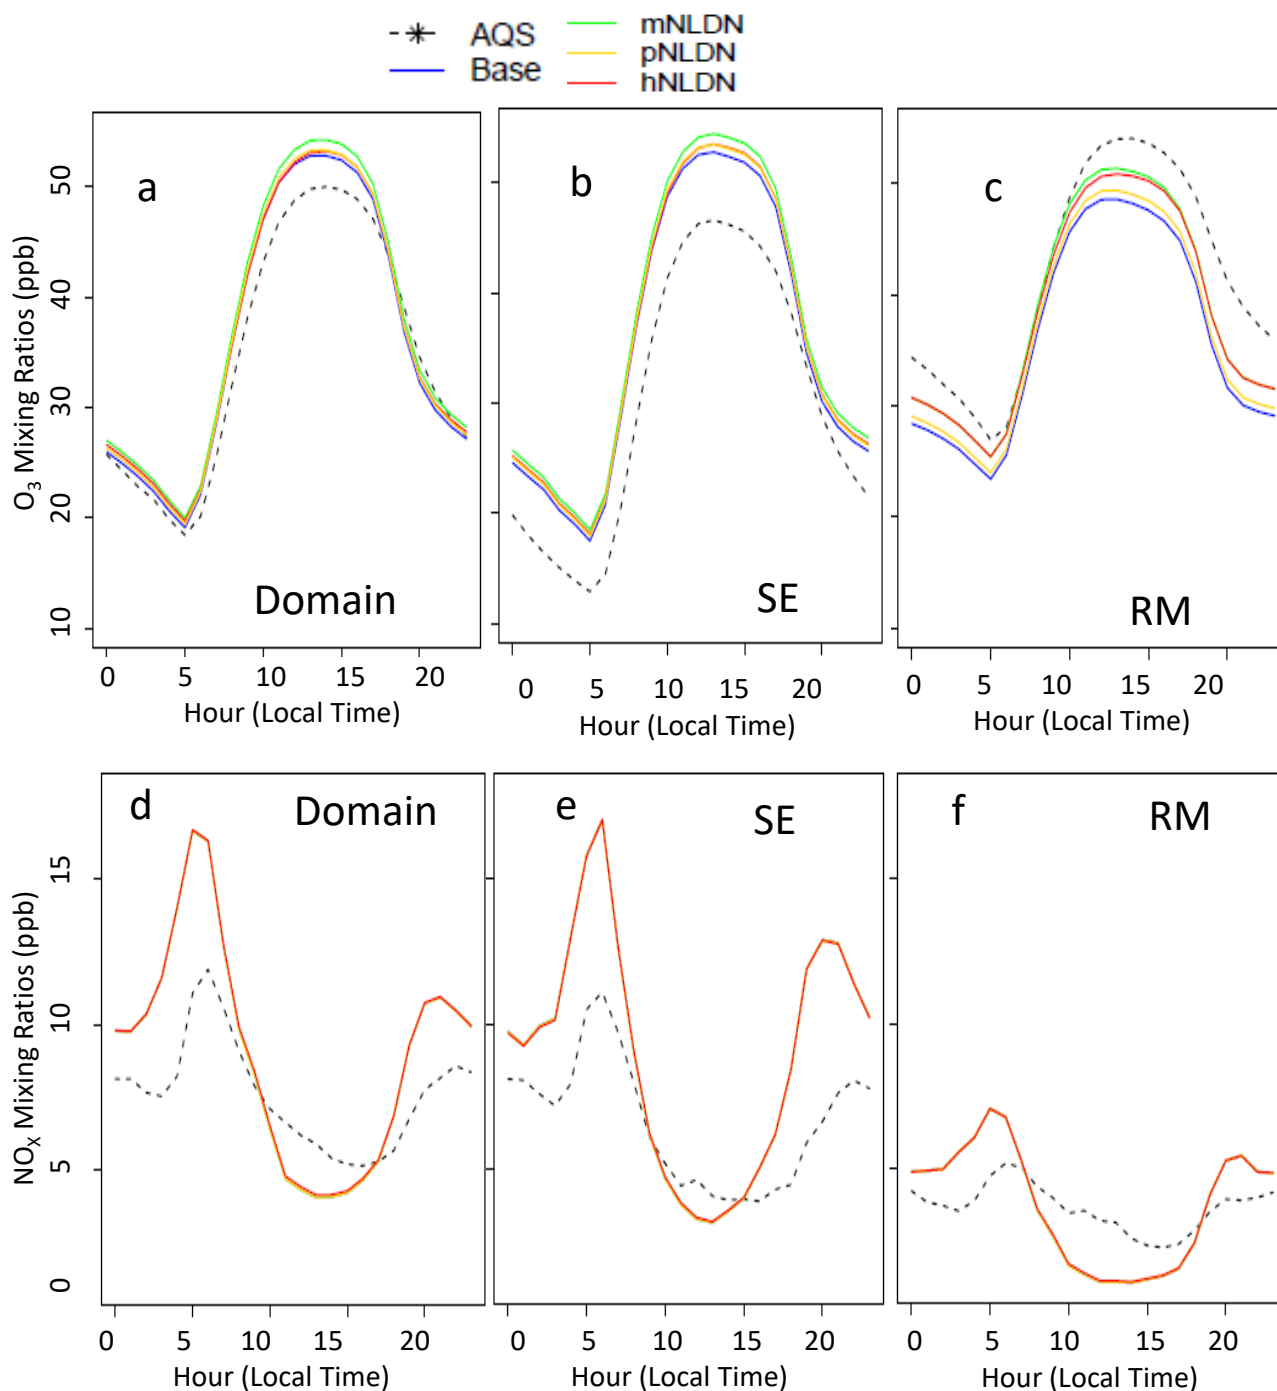 AQS
Base
mNLDN
pNLDN
hNLDN
O3 Mixing Ratios (ppb)
50
40
30
20
10
a
Domain
b
SE
c
RM
0 5 10 15 20
0 5 10 15 20
0 5 10 15 20
Hour (Local Time)
Hour (Local Time)
Hour (Local Time)
NOX Mixing Ratios (ppb)
15
10
5
0
d
Domain
e
SE
f
RM
0 5 10 15 20
0 5 10 15 20
0 5 10 15 20
Hour (Local Time)
Hour (Local Time)
Hour (Local Time)